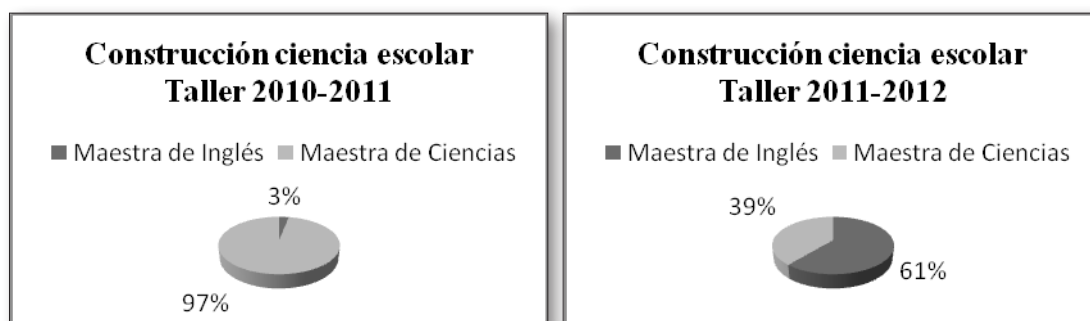 Construcción ciencia escolar
Taller 2010-2011
Maestra de Inglés Maestra de Ciencias
3%
97%
Construcción ciencia escolar
Taller 2011-2012
Maestra de Inglés Maestra de Ciencias
39%
61%